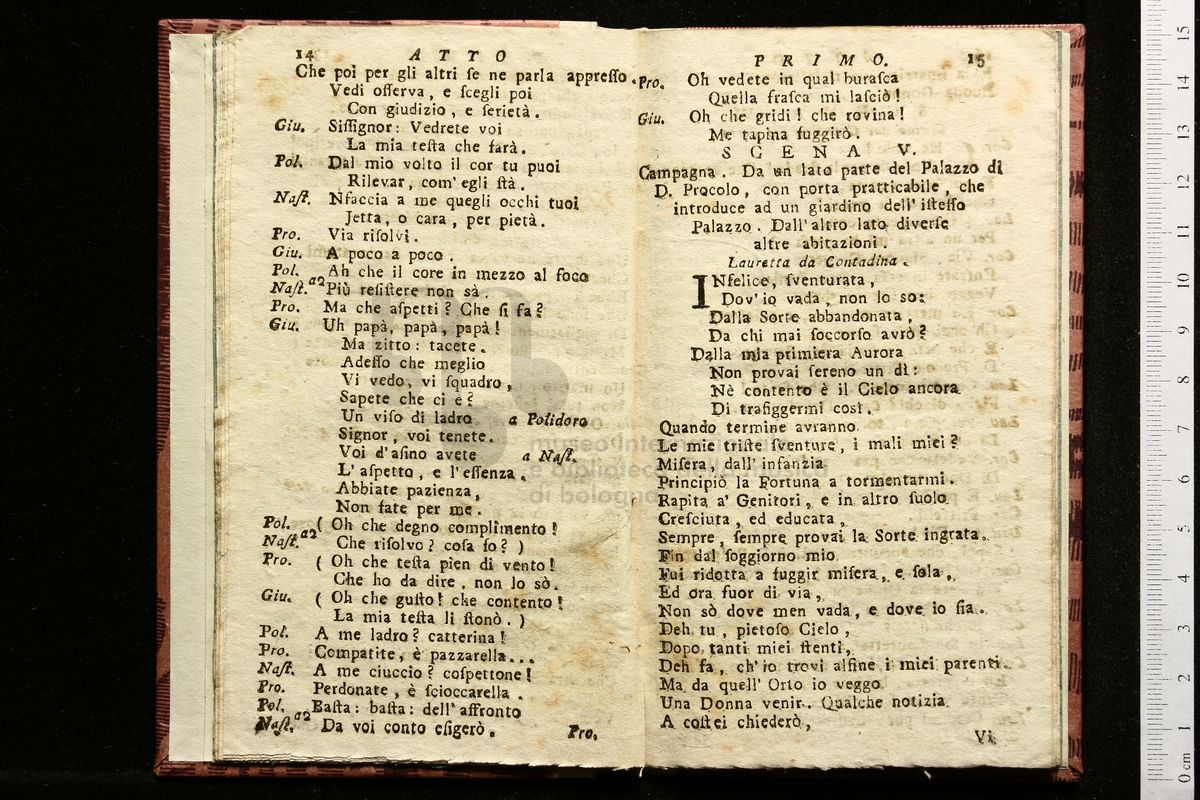 14 A T T O
Che poi per gli altri ſe ne parla appreſſo.
Vedi oſſerva, e ſcegli poi
Con giudizio, e ſerietà.
Giu. Siſſignor: Vedrete voi
La mia teſta che farà.
Pol. Dal mio volto il cor tu puoi
Rilevar, com' egli ſtà.
Naſt. Nfaccia a me quegli occhi tuoi
Jetta, o cara, per pietà.
Pro. Via riſolvi.
Giu. A poco a poco.
Pol. Ah che il core in mezzo al foco
Naſt. a2 Più reſiſtere non sà.
Pro. Ma che aſpetti? Che ſi fa?
Giu. Uh papà, papà, papà!
Ma zitto: tacete.
Adeſſo che meglio
Vi vedo, vi ſquadro,
Sapete che ci è?
Un viſo di ladro a Polidoro
Signor, voi tenete.
Voi d'aſino avete a Naſt.
L' aſpetto, e l'eſſenza.
Abbiate pazienza,
Non fate per me.
Pol. ( Oh che degno complimento!
Naſt. a2 Che riſolvo? coſa fo? )
Pro. ( Oh che teſta pien di vento!
Che ho da dire, non lo sò.
Giu. ( Oh che guſto! che contento!
La mia teſta li ſtonò. )
Pol. A me ladro? catterina!
Pro. Compatite, è pazzarella...
Naſt. A me ciuccio? coſpettone!
Pro. Perdonate, è ſcioccarella.
Pol. Baſta: baſta: dell' affronto
Naſt. a2 Da voi conto eſigerò.
Pro.
P R I M O. 15
Pro. Oh vedete in qual buraſca
Quella fraſca mi laſciò!
Giu. Oh che gridi! che rovina!
Me tapina fuggirò.
S C E N A V.
Campagna. Da un lato parte del Palazzo di
D. Procolo, con porta pratticabile, che
introduce ad un giardino dell' iſteſſo
Palazzo. Dall' altro lato diverſe
altre abitazioni.
Lauretta da Contadina.
INfelice, ſventurata,
Dov' io vada, non lo so:
Dalla Sorte abbandonata,
Da chi mai ſoccorſo avrò?
Dalla mia primiera Aurora
Non provai ſereno un dì:
Nè contento è il Cielo ancora
Di trafiggermi così.
Quando termine avranno
Le mie triſte ſventure, i mali miei?
Miſera, dall' infanzia
Principiò la Fortuna a tormentarmi.
Rapita a' Genitori, e in altro ſuolo
Creſciuta, ed educata,
Sempre, ſempre provai la Sorte ingrata.
Fin dal ſoggiorno mio
Fui ridotta a fuggir miſera, e ſola,
Ed ora fuor di via,
Non sò dove men vada, e dove io ſia.
Deh tu, pietoſo Cielo,
Dopo tanti miei ſtenti,
Deh fa, ch' io trovi alfine i miei parenti.
Ma da quell' Orto io veggo
Una Donna venir. Qualche notizia
A coſtei chiederò,
Vi